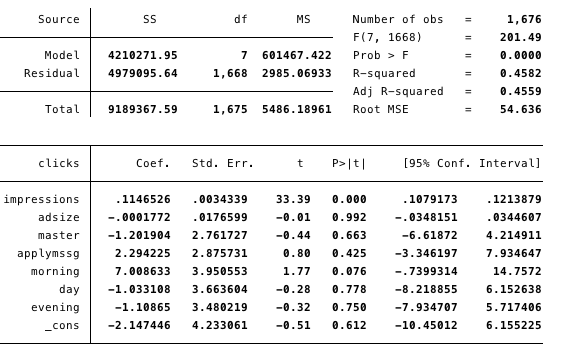 Source SS df MS Number of obs = 1,676
F(7, 1668) = 201.49
Model 4210271.95 7 601467.422 Prob > F = 0.0000
Residual 4979095.64 1,668 2985.06933 R-squared = 0.4582
Adj R-squared = 0.4559
Total 9189367.59 1,675 5486.18961 Root MSE = 54.636
clicks Coef. Std. Err. t P>|t| [95% Conf. Interval]
impressions .1146526 .0034339 33.39 0.000 .1079173 .1213879
adsize -.0001772 .0176599 -0.01 0.992 -.0348151 .0344607
master -1.201904 2.761727 -0.44 0.663 -6.61872 4.214911
applymssg 2.294225 2.875731 0.80 0.425 -3.346197 7.934647
morning 7.008633 3.950553 1.77 0.076 -.7399314 14.7572
day -1.033108 3.663604 -0.28 0.778 -8.218855 6.152638
evening -1.10865 3.480219 -0.32 0.750 -7.934707 5.717406
_cons -2.147446 4.233061 -0.51 0.612 -10.45012 6.155225